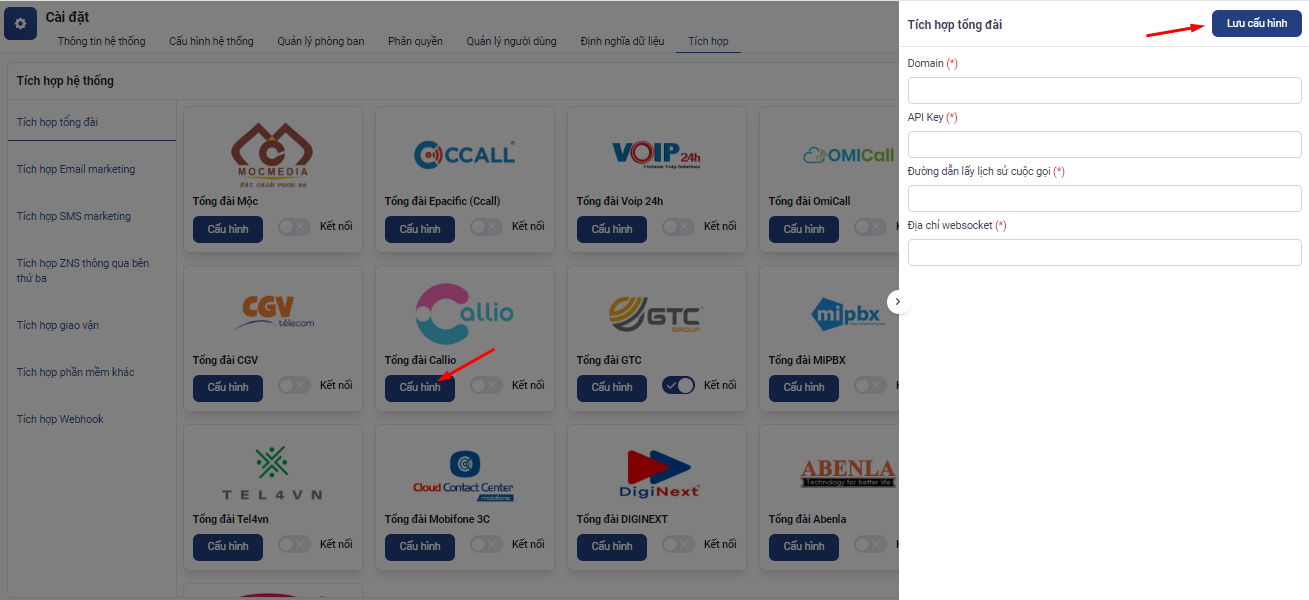 Cài đặt
Thông tin hệ thống Cấu hình hệ thống Quản lý phòng ban Phân quyền Quản lý người dùng Định nghĩa dữ liệu Tích hợp
Tích hợp hệ thống
Tích hợp tổng đài
Tích hợp Email marketing
Tích hợp SMS marketing
Tích hợp ZNS thông qua bên
thứ ba
Tích hợp giao vận
Tích hợp phần mềm khác
Tích hợp Webhook
MOCMEDIA
Bát cánh vươn xa
CCALL
VOIP 24h
Vietnam Voip Solutions
OMICall
Tổng đài Mộc Tổng đài Epacific (Ccall) Tổng đài Voip 24h Tổng đài OmiCall
Cấu hình Kết nối Cấu hình Kết nối Cấu hình Kết nối Cấu hình
CGV
télecom
Callio
GTC
GROUP
mipbx
Tổng đài CGV Tổng đài Callio Tổng đài GTC Tổng đài MIPBX
Cấu hình Kết nối Cấu hình Kết nối Cấu hình Kết nối Cấu hình
TEL4VN
Cloud Contact Center
mobifone
DigiNext
ABENLA
Technology for better life
Tổng đài Tel4vn Tổng đài Mobifone 3C Tổng đài DIGINEXT Tổng đài Abenla
Cấu hình Kết nối Cấu hình Kết nối Cấu hình Kết nối Cấu hình
Tích hợp tổng đài Lưu cấu hình
Domain (*)
API Key (*)
Đường dẫn lấy lịch sử cuộc gọi (*)
Địa chỉ websocket (*)